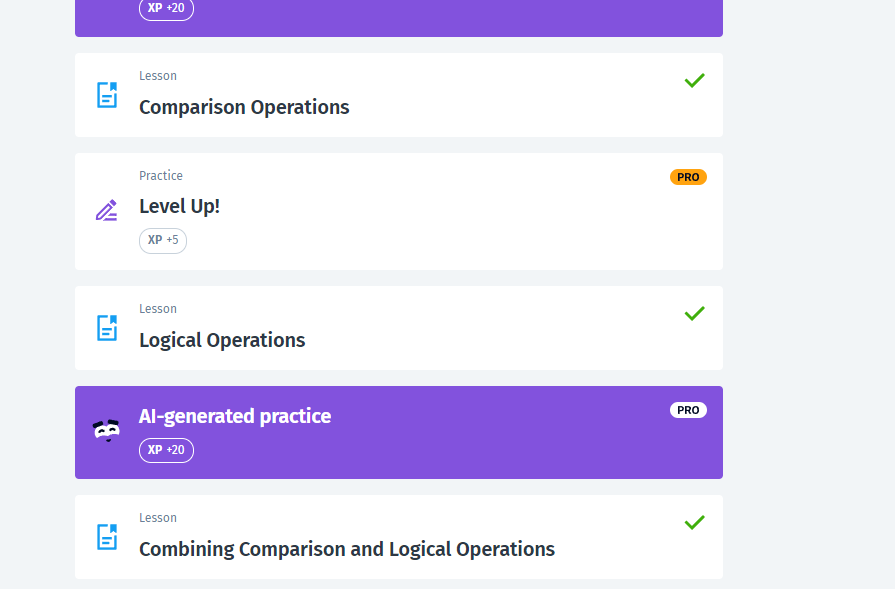 XP +20
Lesson
Comparison Operations
Practice
PRO
Level Up!
XP +5
Lesson
Logical Operations
AI-generated practice
PRO
XP +20
Lesson
Combining Comparison and Logical Operations